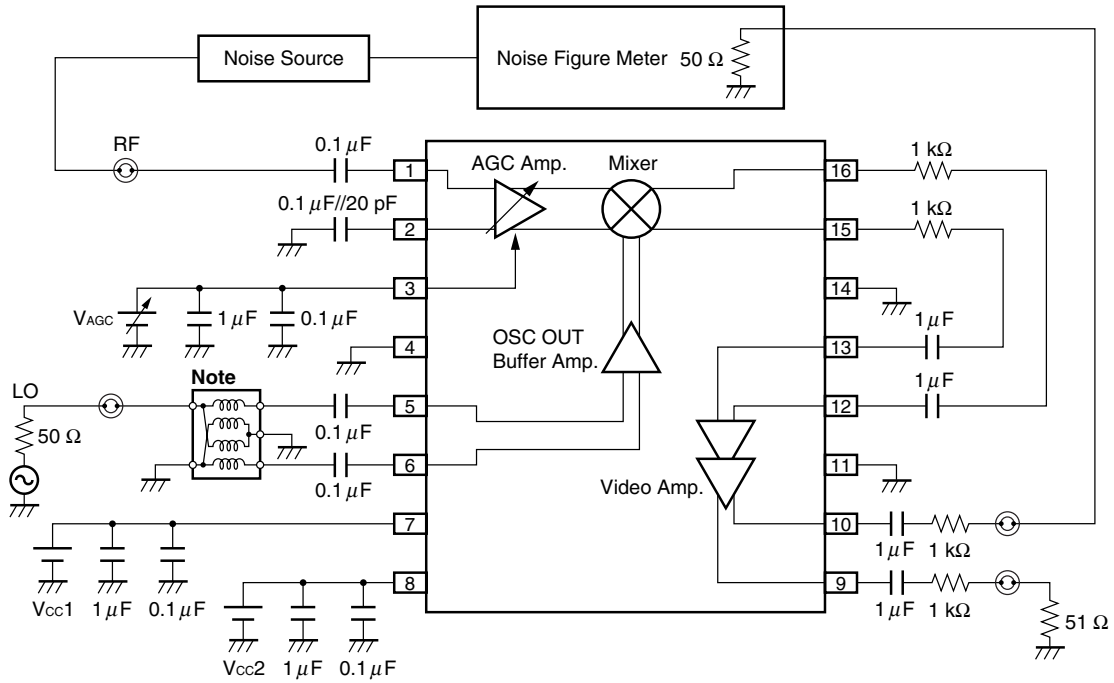 Noise Source
Noise Figure Meter
50 Ω
RF
0.1 μF
1
AGC Amp.
Mixer
16
1 kΩ
0.1 μF//20 pF
2
15
1 kΩ
3
14
VAGC
1 μF
0.1 μF
1 μF
4
OSC OUT
Buffer Amp.
13
LO
Note
1 μF
50 Ω
5
12
0.1 μF
6
11
0.1 μF
Video Amp.
7
10
1 μF
1 kΩ
VCC1
1 μF
0.1 μF
8
9
1 μF
1 kΩ
51 Ω
VCC2
1 μF
0.1 μF